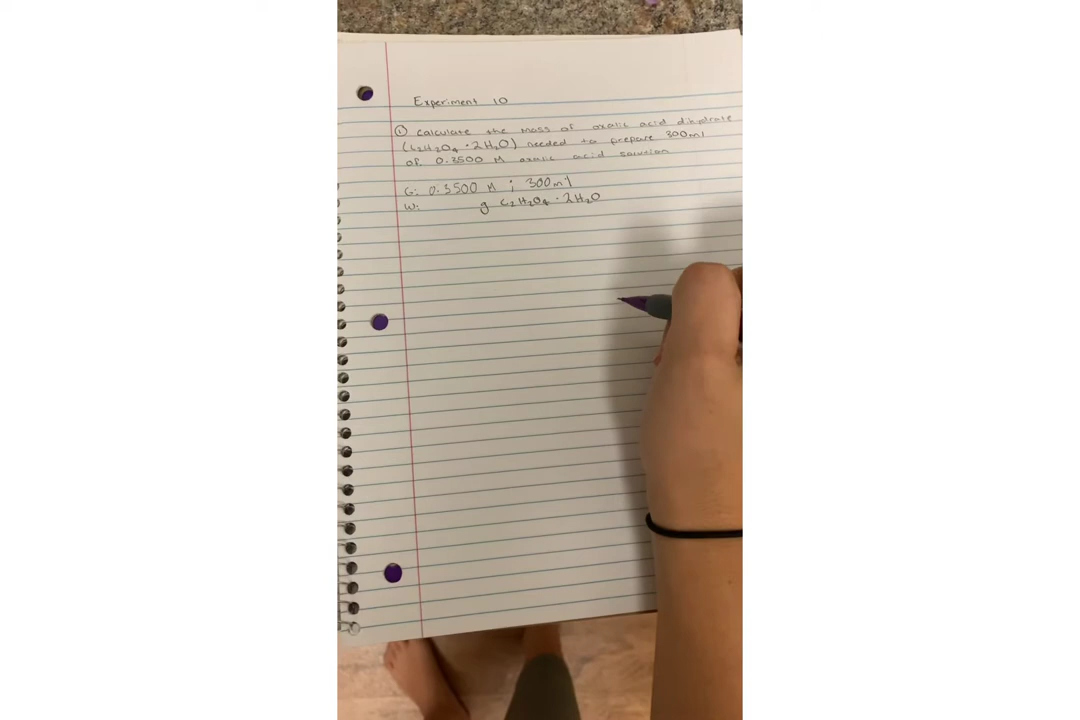 Experiment 10
① Calculate the mass of oxalic acid dihydrate
(C₂H₂O₄ · 2H₂O) needed to prepare 300ml
of 0.3500 M oxalic acid solution
G: 0.3500 M ; 300ml
W: g C₂H₂O₄ · 2H₂O